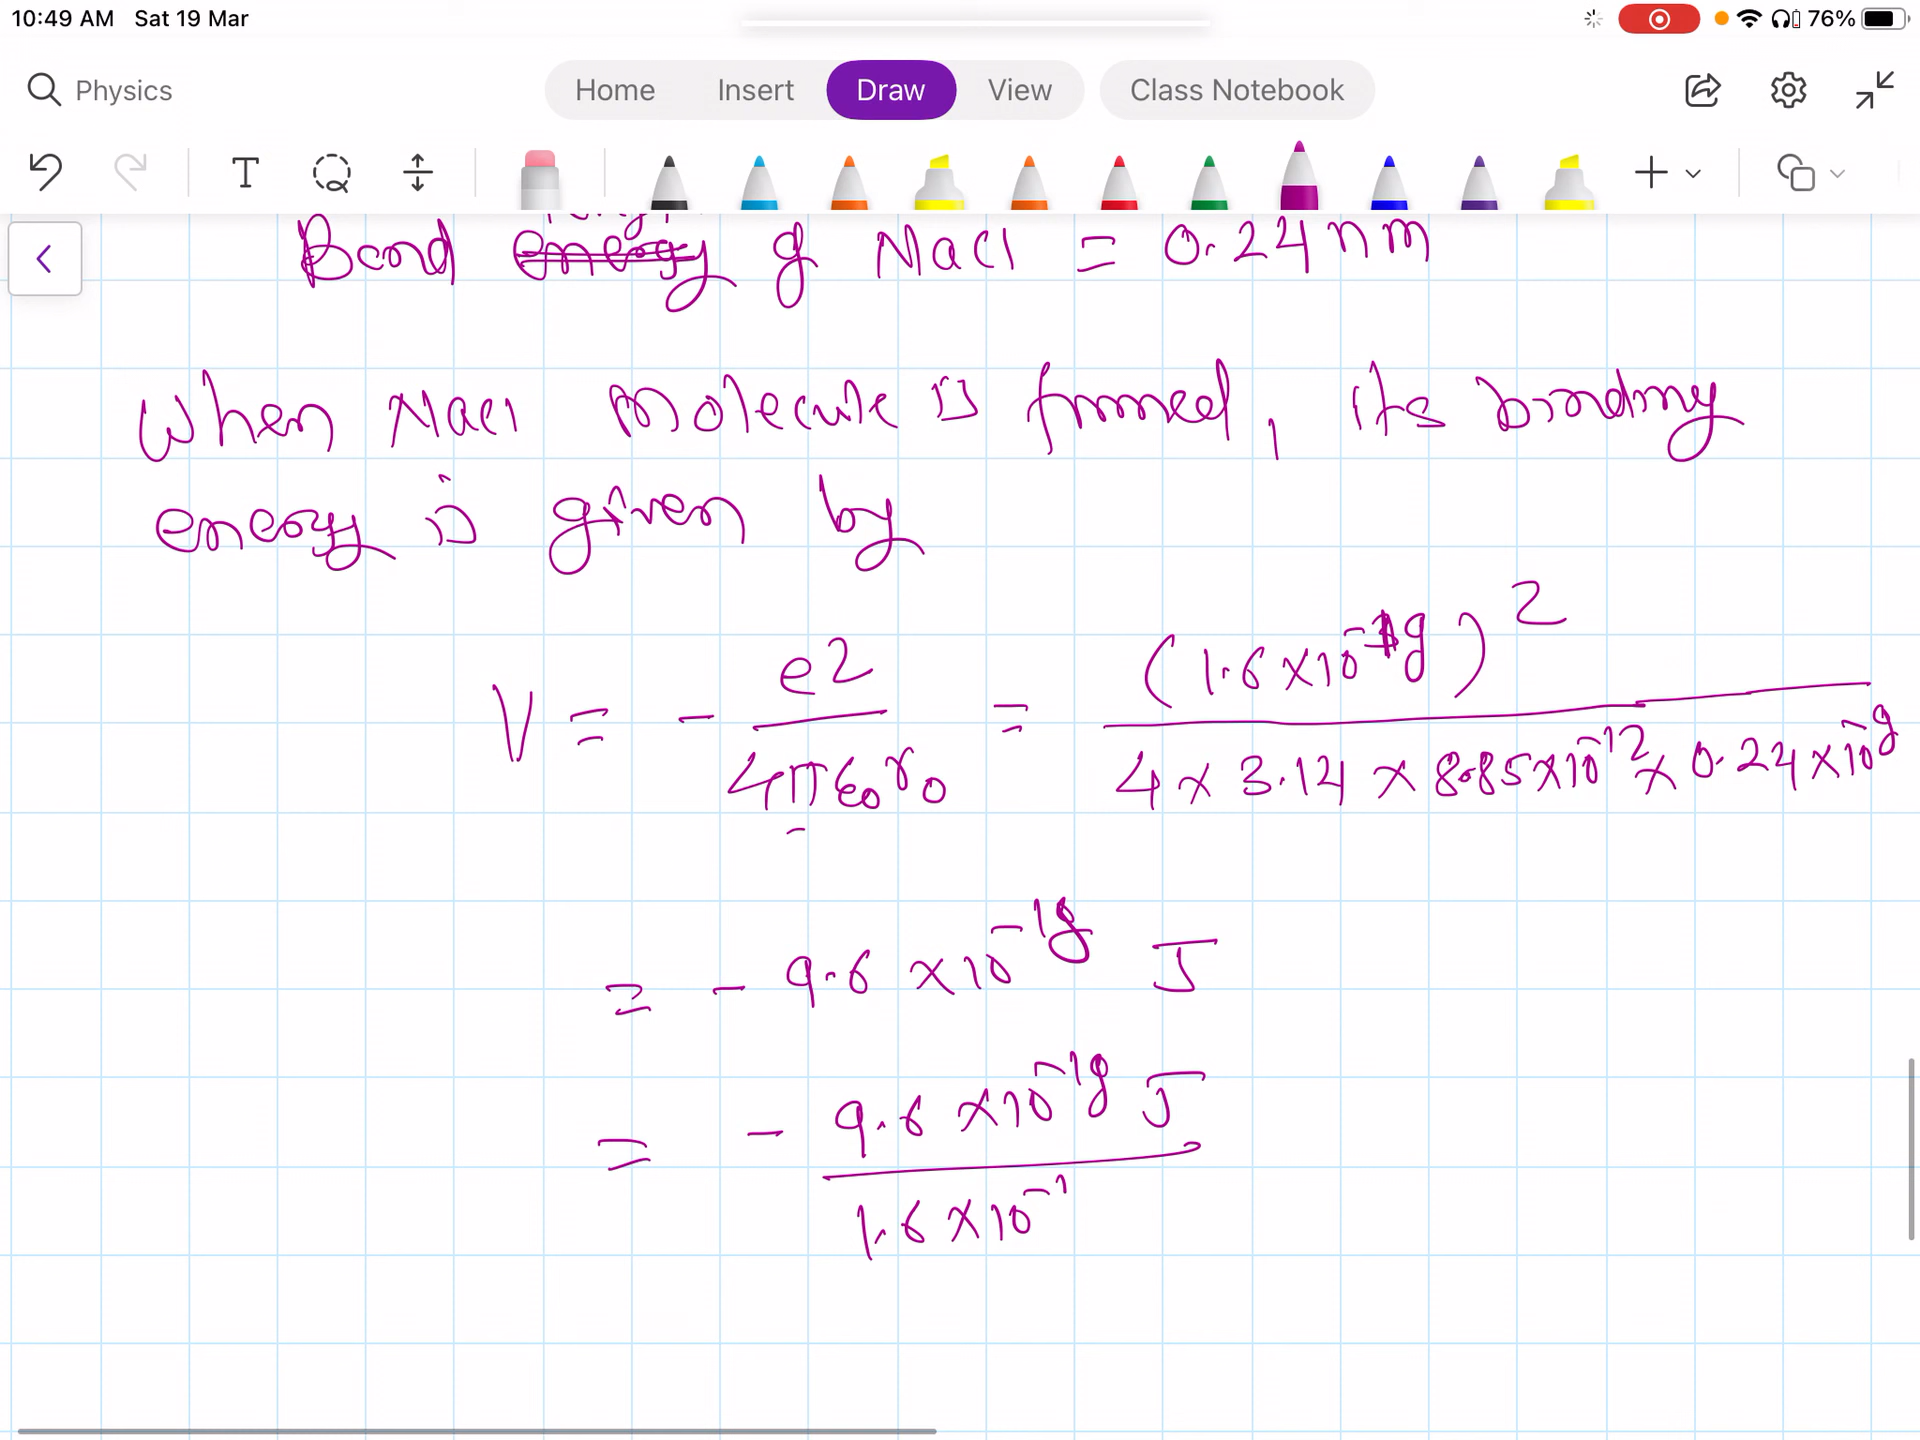 10:49 AM Sat 19 Mar 76%
Physics Home Insert Draw View Class Notebook
T
Bond energy of NaCl = 0.24 nm
When NaCl Molecule is formed, its binding
energy is given by
V = - e2 / 4πε₀r₀ = (1.6×10⁻¹⁹)² / 4 × 3.14 × 8.85×10⁻¹² × 0.24×10⁻⁹
= - 9.6 ×10⁻¹⁹ J
= - 9.6 ×10⁻¹⁹ J / 1.6 ×10⁻¹